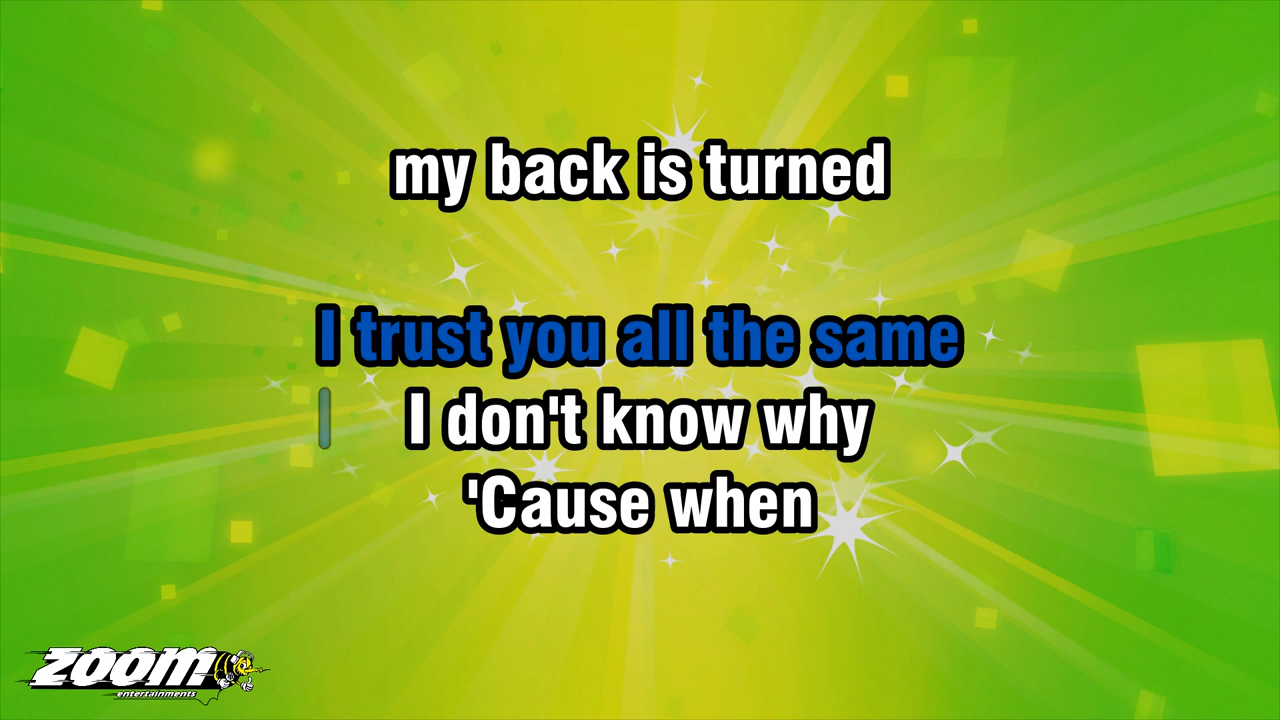 my back is turned
I trust you all the same
I don't know why
'Cause when
zoom
entertainments